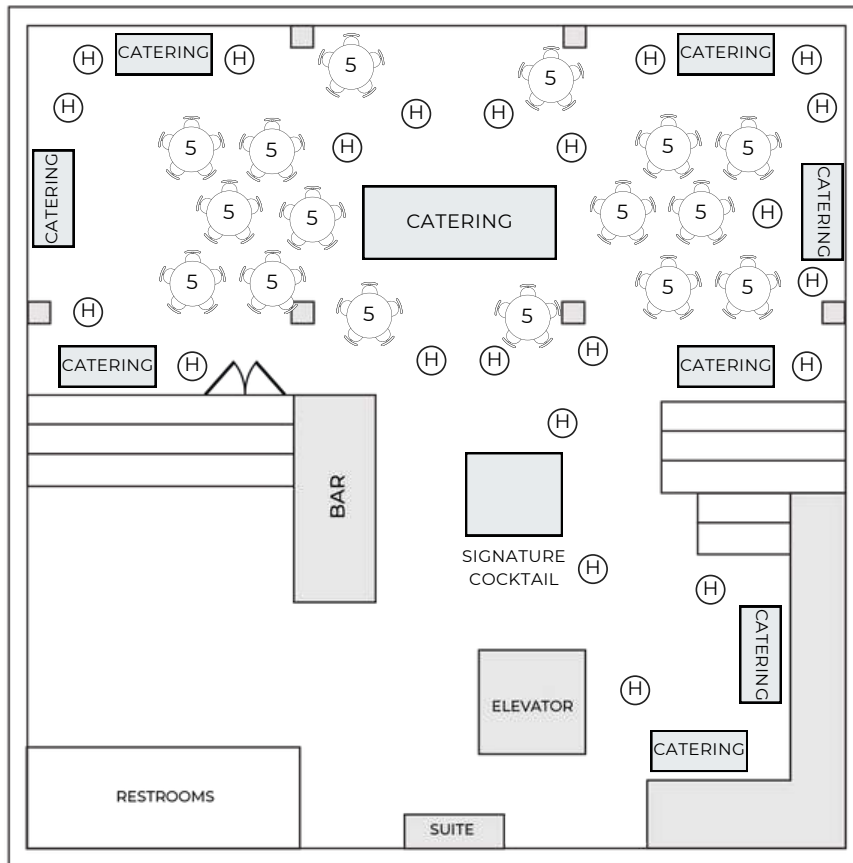 H
CATERING
H
5
5
H
CATERING
H
H
H
H
H
5
5
H
H
5
5
CATERING
5
5
CATERING
5
5
H
CATERING
5
5
5
5
H
H
5
5
CATERING
H
H
H
H
CATERING
H
H
BAR
SIGNATURE
COCKTAIL
H
H
CATERING
H
ELEVATOR
CATERING
RESTROOMS
SUITE